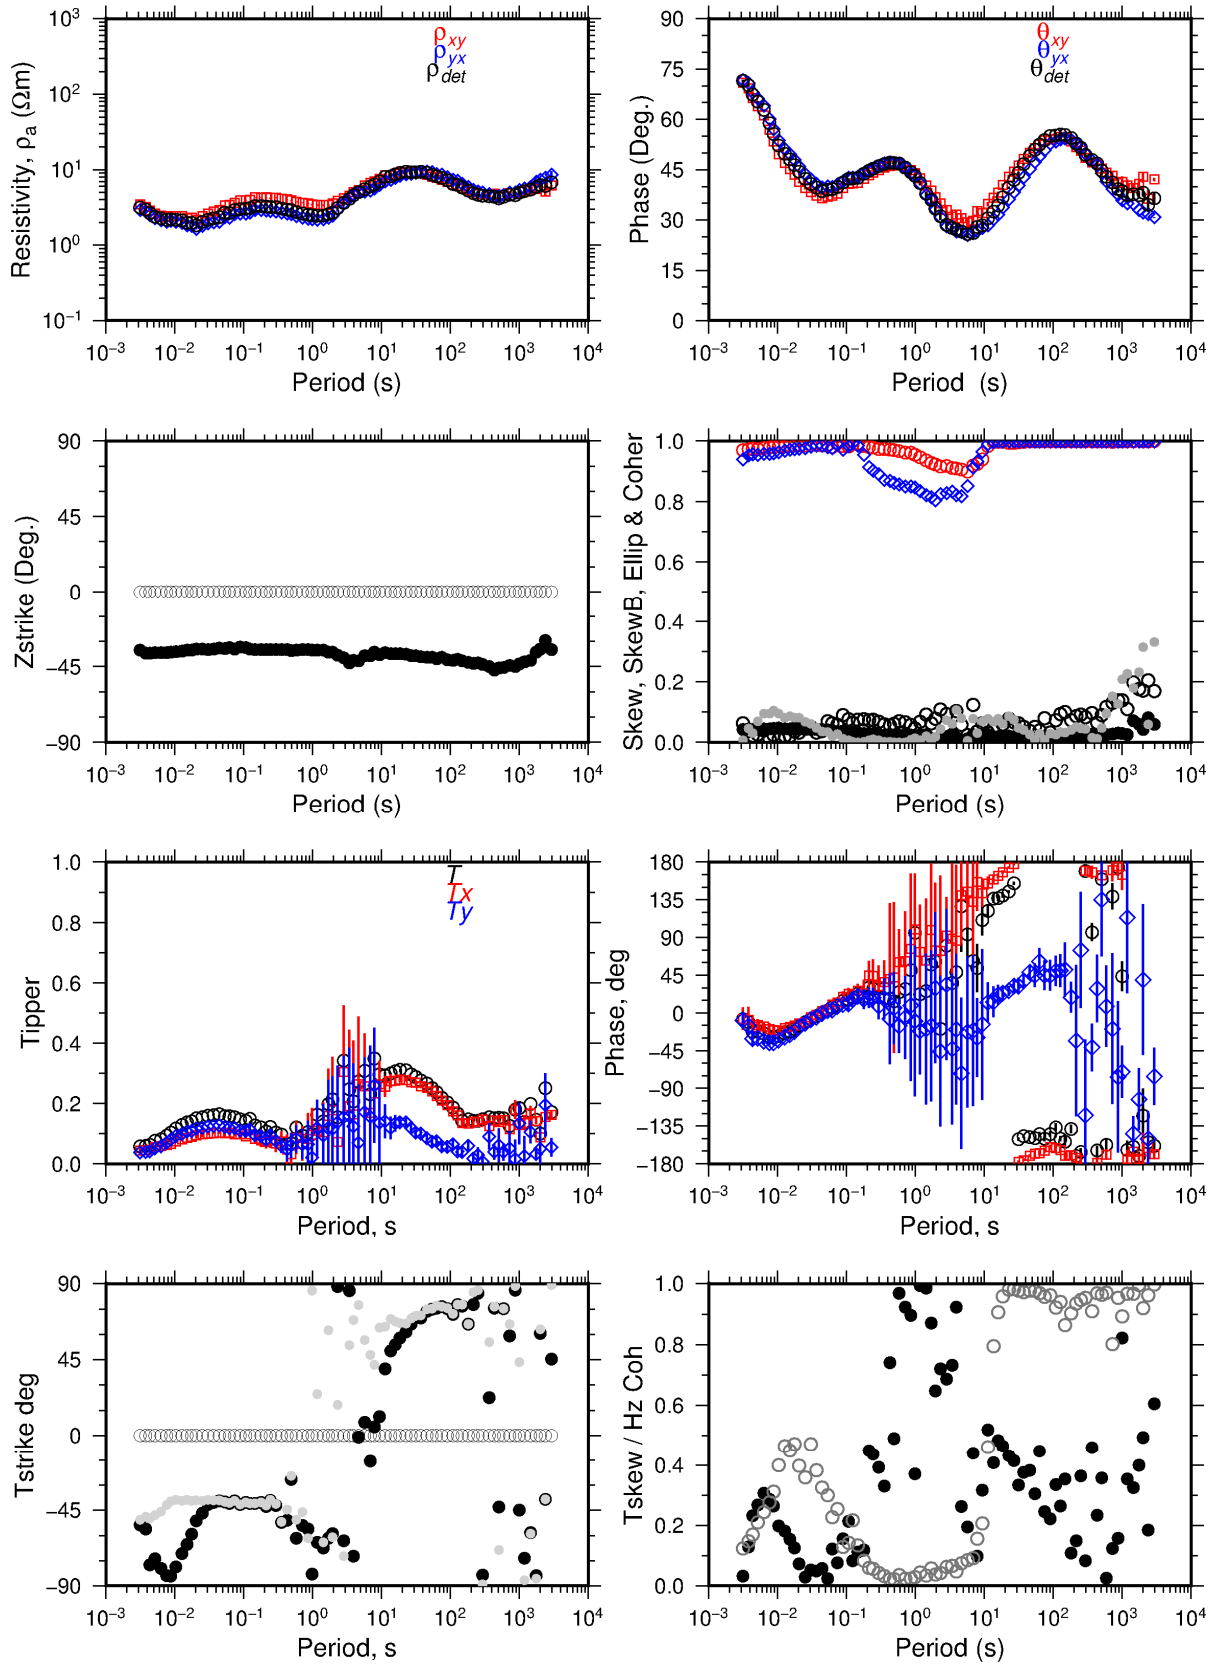 Resistivity, ρa (Ωm)
10³
10²
10¹
10⁰
10⁻¹
ρxy
ρyx
ρdet
10⁻³ 10⁻² 10⁻¹ 10⁰ 10¹ 10² 10³ 10⁴
Period (s)
Phase (Deg.)
90
75
60
45
30
15
0
θxy
θyx
θdet
10⁻³ 10⁻² 10⁻¹ 10⁰ 10¹ 10² 10³ 10⁴
Period (s)
Zstrike (Deg.)
90
45
0
−45
−90
10⁻³ 10⁻² 10⁻¹ 10⁰ 10¹ 10² 10³ 10⁴
Period (s)
Skew, SkewB, Ellip & Coher
1.0
0.8
0.6
0.4
0.2
0.0
10⁻³ 10⁻² 10⁻¹ 10⁰ 10¹ 10² 10³ 10⁴
Period (s)
Tipper
1.0
0.8
0.6
0.4
0.2
0.0
T
Tx
Ty
10⁻³ 10⁻² 10⁻¹ 10⁰ 10¹ 10² 10³ 10⁴
Period, s
Phase, deg
180
135
90
45
0
−45
−90
−135
−180
10⁻³ 10⁻² 10⁻¹ 10⁰ 10¹ 10² 10³ 10⁴
Period, s
Tstrike deg
90
45
0
−45
−90
10⁻³ 10⁻² 10⁻¹ 10⁰ 10¹ 10² 10³ 10⁴
Period, s
Tskew / Hz Coh
1.0
0.8
0.6
0.4
0.2
0.0
10⁻³ 10⁻² 10⁻¹ 10⁰ 10¹ 10² 10³ 10⁴
Period (s)